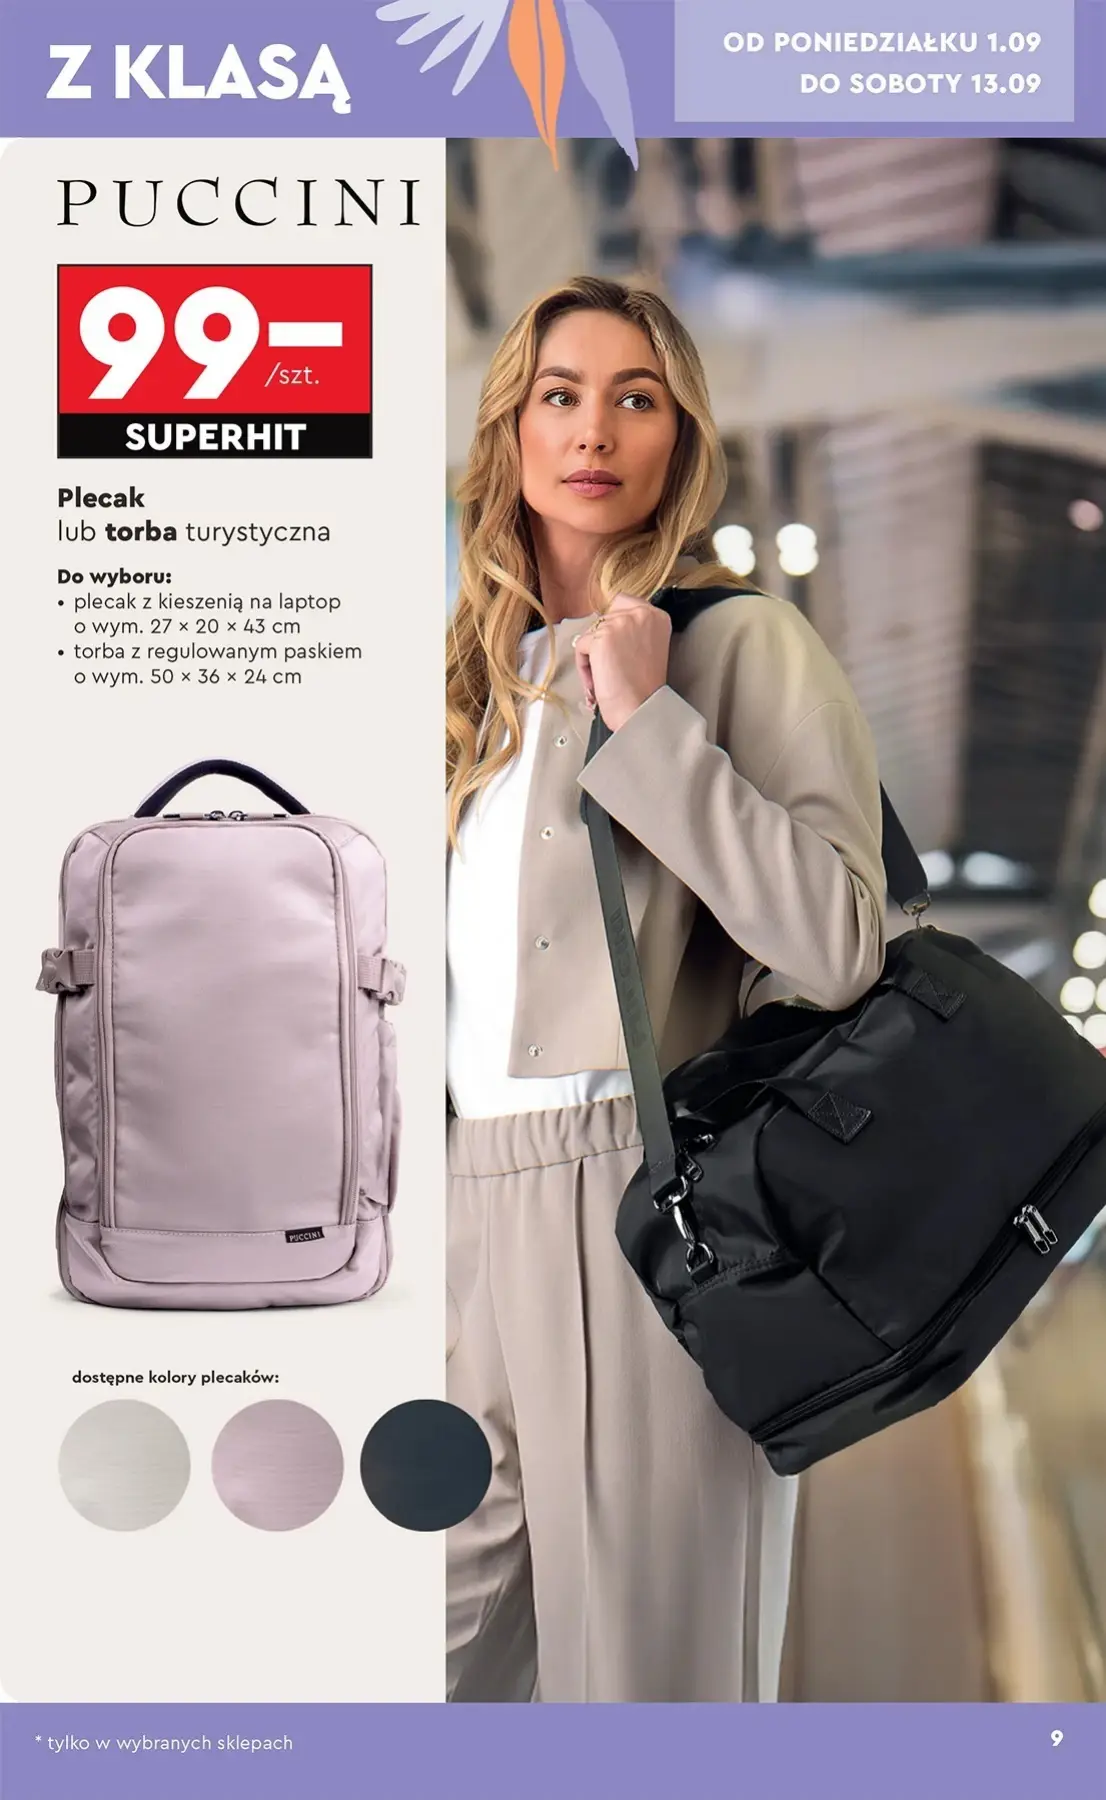 Z KLASĄ
OD PONIEDZIAŁKU 1.09
DO SOBOTY 13.09
PUCCINI
99–
/szt.
SUPERHIT
Plecak
lub torba turystyczna
Do wyboru:
• plecak z kieszenią na laptop
o wym. 27 × 20 × 43 cm
• torba z regulowanym paskiem
o wym. 50 × 36 × 24 cm
PUCCINI
dostępne kolory plecaków:
* tylko w wybranych sklepach
9